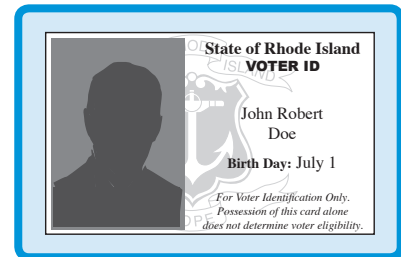 State of Rhode Island
VOTER ID
John Robert
Doe
Birth Day: July 1
For Voter Identification Only.
Possession of this card alone
does not determine voter eligibility.